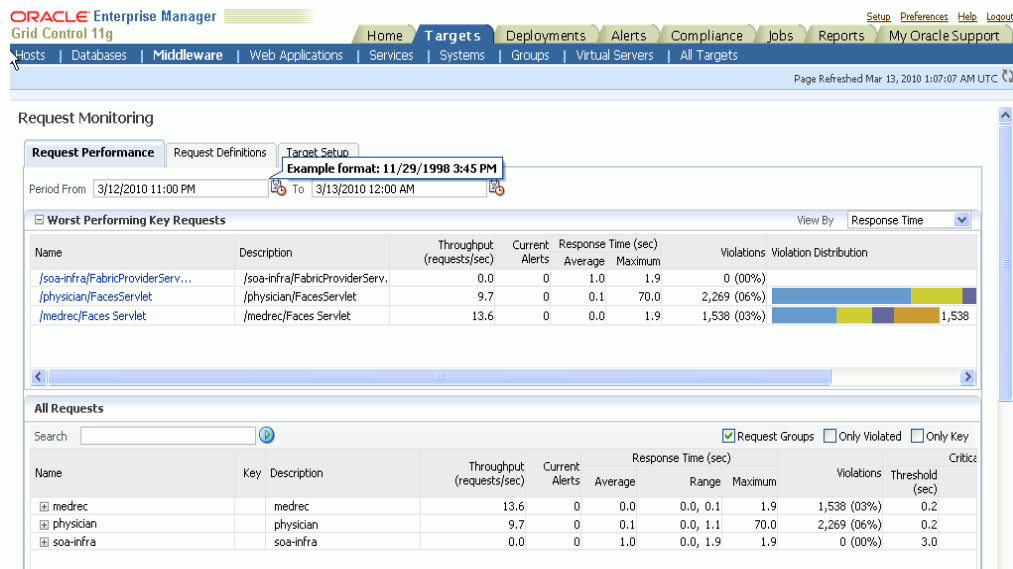 ORACLE Enterprise Manager
Grid Control 11g
Setup Preferences Help Logout
Home Targets Deployments Alerts Compliance Jobs Reports My Oracle Support
Hosts | Databases | Middleware | Web Applications | Services | Systems | Groups | Virtual Servers | All Targets
Page Refreshed Mar 13, 2010 1:07:07 AM UTC
Request Monitoring
Request Performance Request Definitions Target Setup
Example format: 11/29/1998 3:45 PM
Period From 3/12/2010 11:00 PM To 3/13/2010 12:00 AM
Worst Performing Key Requests View By Response Time
Name Description Throughput (requests/sec) Current Alerts Response Time (sec) Average Maximum Violations Violation Distribution
/soa-infra/FabricProviderServ... /soa-infra/FabricProviderServ. 0.0 0 1.0 1.9 0 (00%)
/physician/FacesServlet /physician/FacesServlet 9.7 0 0.1 70.0 2,269 (06%)
/medrec/Faces Servlet /medrec/Faces Servlet 13.6 0 0.0 1.9 1,538 (03%) 1,538
All Requests
Search Request Groups Only Violated Only Key
Name Key Description Throughput (requests/sec) Current Alerts Response Time (sec) Average Range Maximum Violations Critica Threshold (sec)
medrec medrec 13.6 0 0.0 0.0, 0.1 1.9 1,538 (03%) 0.2
physician physician 9.7 0 0.1 0.0, 1.1 70.0 2,269 (06%) 0.2
soa-infra soa-infra 0.0 0 1.0 0.0, 1.9 1.9 0 (00%) 3.0